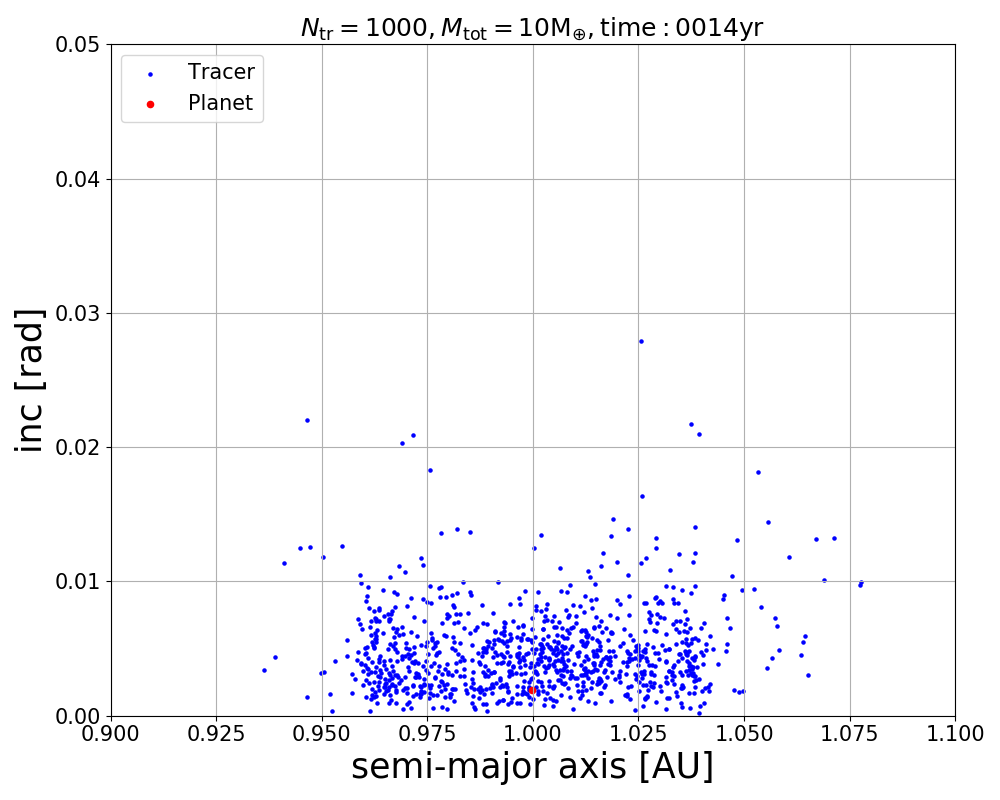 N_tr = 1000, M_tot = 10M_⊕, time : 0014yr
Tracer
Planet
0.05
0.04
0.03
0.02
0.01
0.00
inc [rad]
0.900 0.925 0.950 0.975 1.000 1.025 1.050 1.075 1.100
semi-major axis [AU]